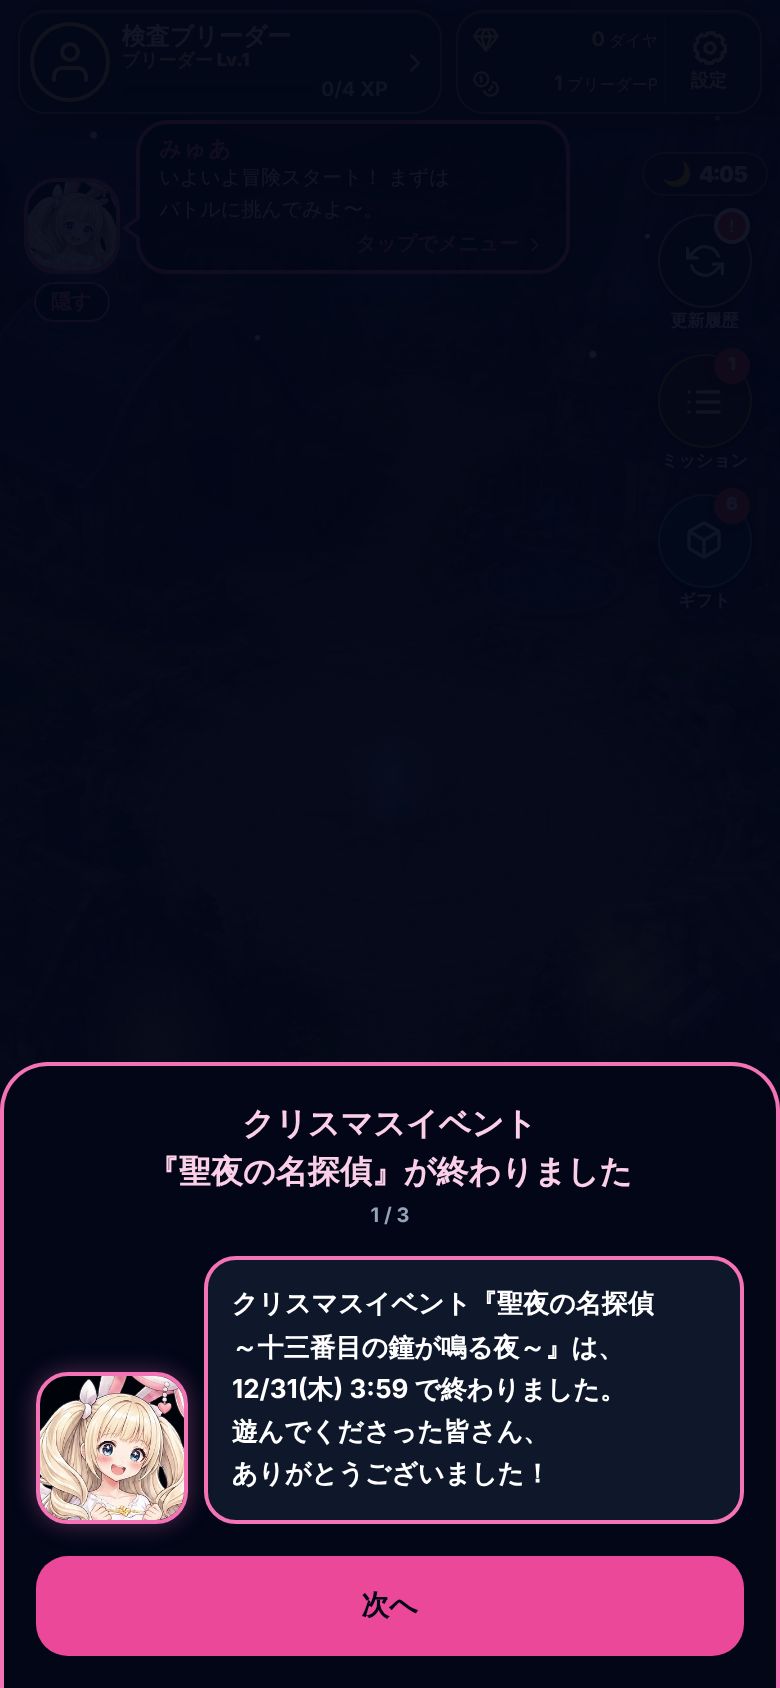 検査ブリーダー
ブリーダー Lv.1
0/4 XP
0 ダイヤ
1 ブリーダーP
設定
みゅあ
いよいよ冒険スタート！ まずは
バトルに挑んでみよ〜。
タップでメニュー
隠す
4:05
!
更新履歴
1
ミッション
6
ギフト
クリスマスイベント
『聖夜の名探偵』が終わりました
1 / 3
クリスマスイベント『聖夜の名探偵
～十三番目の鐘が鳴る夜～』は、
12/31(木) 3:59 で終わりました。
遊んでくださった皆さん、
ありがとうございました！
次へ